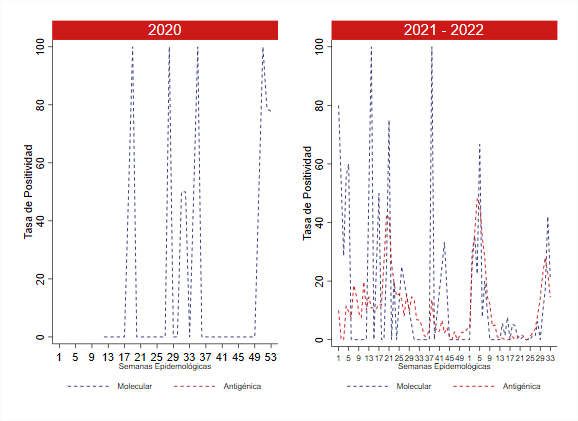 2020
Tasa de Positividad
100
80
60
40
20
0
1 5 9 13 17 21 25 29 33 37 41 45 49 53
Semanas Epidemológicas
Molecular Antigénica
2021 - 2022
Tasa de Positividad
100
80
60
40
20
0
1 5 9 13 17 21 25 29 33 37 41 45 49 1 5 9 13 17 21 25 29 33
Semanas Epidemológicas
Molecular Antigénica